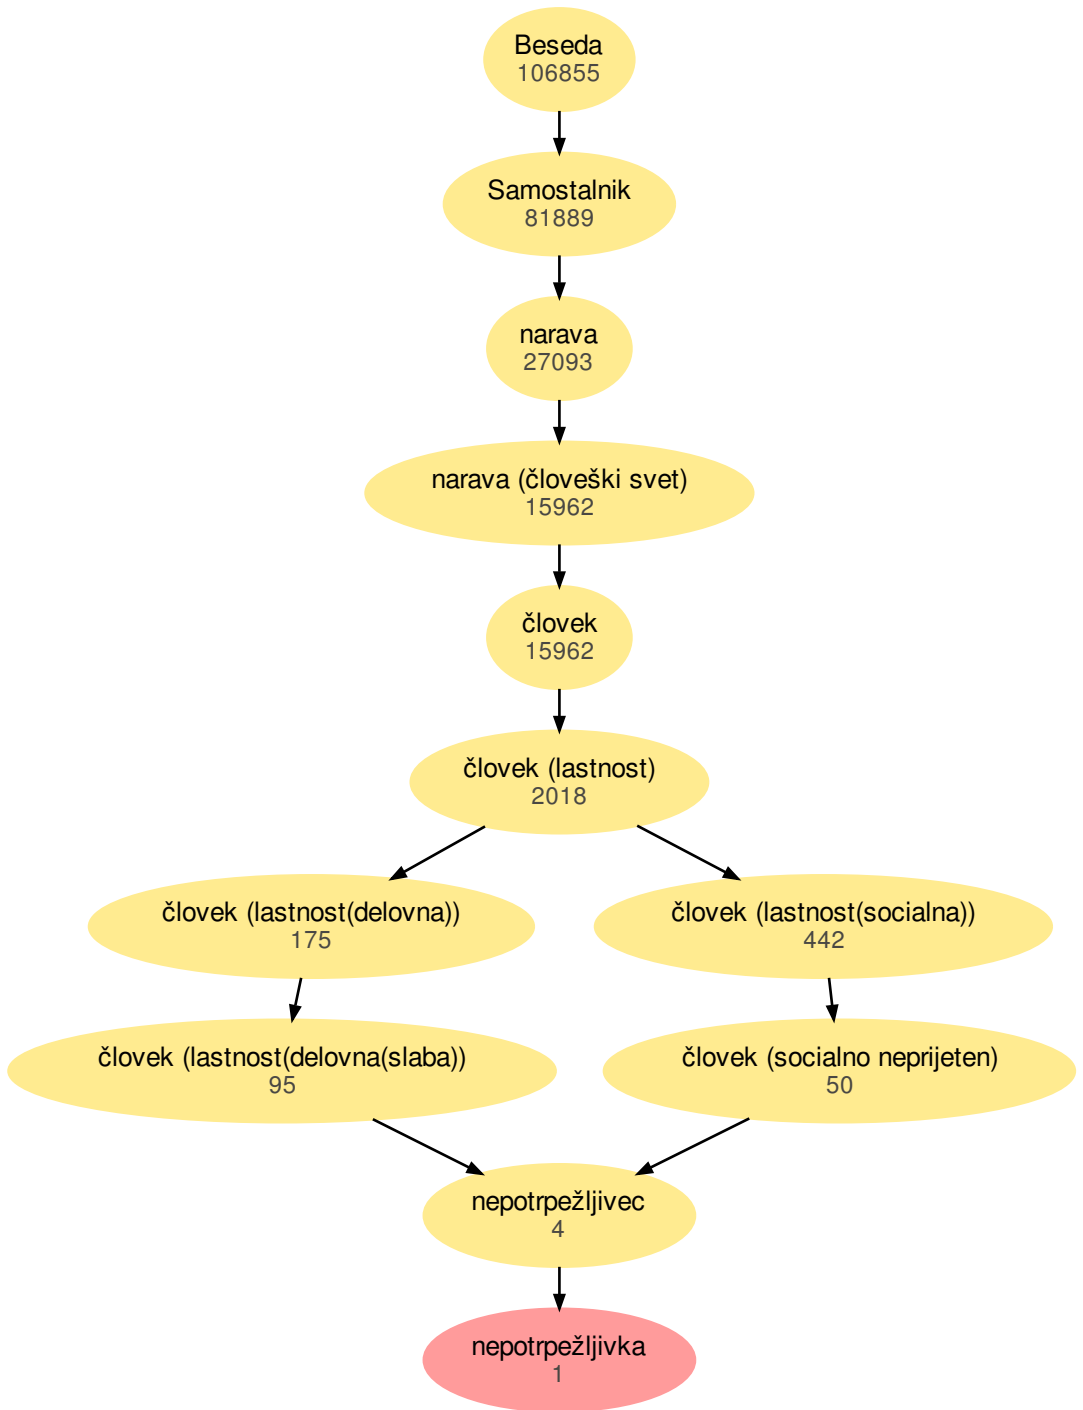 Beseda
106855
Samostalnik
81889
narava
27093
narava (človeški svet)
15962
človek
15962
človek (lastnost)
2018
človek (lastnost(delovna))
175
človek (lastnost(socialna))
442
človek (lastnost(delovna(slaba))
95
človek (socialno neprijeten)
50
nepotrpežljivec
4
nepotrpežljivka
1